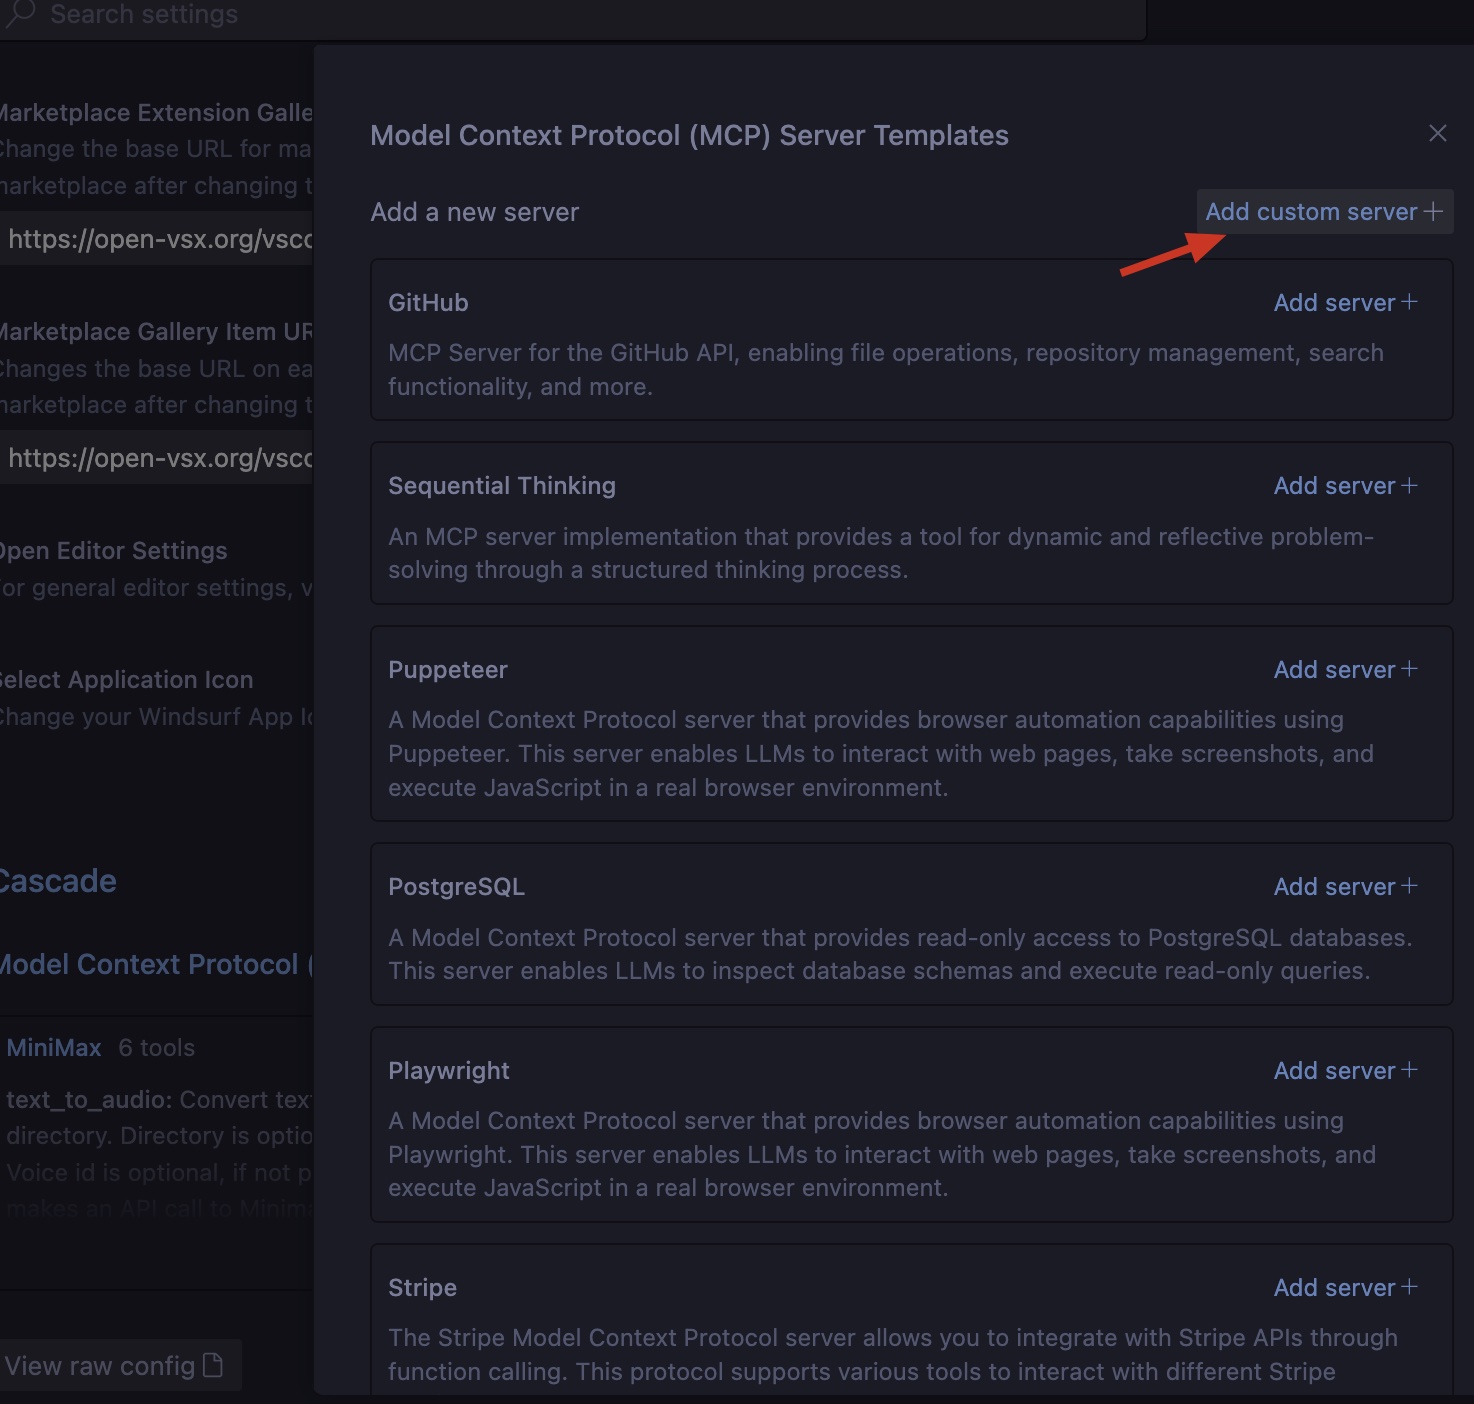 Search settings
Marketplace Extension Galle
Change the base URL for ma
marketplace after changing t
https://open-vsx.org/vscc
Marketplace Gallery Item UR
Changes the base URL on ea
marketplace after changing t
https://open-vsx.org/vscc
Open Editor Settings
For general editor settings, v
Select Application Icon
Change your Windsurf App Ic
Cascade
Model Context Protocol (
MiniMax 6 tools
text_to_audio: Convert tex
directory. Directory is optio
Voice id is optional, if not p
makes an API call to Minim
View raw config
Model Context Protocol (MCP) Server Templates
Add a new server
Add custom server +
GitHub
Add server +
MCP Server for the GitHub API, enabling file operations, repository management, search
functionality, and more.
Sequential Thinking
Add server +
An MCP server implementation that provides a tool for dynamic and reflective problem-
solving through a structured thinking process.
Puppeteer
Add server +
A Model Context Protocol server that provides browser automation capabilities using
Puppeteer. This server enables LLMs to interact with web pages, take screenshots, and
execute JavaScript in a real browser environment.
PostgreSQL
Add server +
A Model Context Protocol server that provides read-only access to PostgreSQL databases.
This server enables LLMs to inspect database schemas and execute read-only queries.
Playwright
Add server +
A Model Context Protocol server that provides browser automation capabilities using
Playwright. This server enables LLMs to interact with web pages, take screenshots, and
execute JavaScript in a real browser environment.
Stripe
Add server +
The Stripe Model Context Protocol server allows you to integrate with Stripe APIs through
function calling. This protocol supports various tools to interact with different Stripe